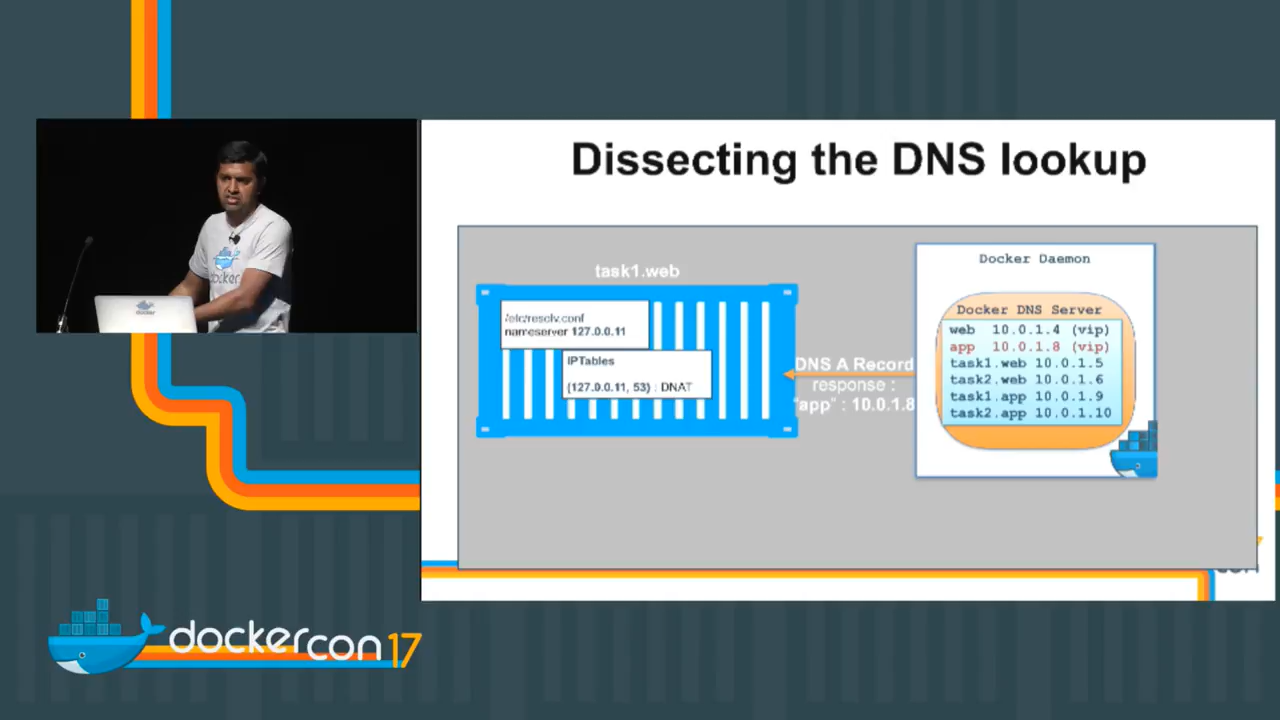 Dissecting the DNS lookup
task1.web
/etc/resolv.conf
nameserver 127.0.0.11
IPTables
(127.0.0.11, 53) : DNAT
DNS A Record
response :
"app" : 10.0.1.8
Docker Daemon
Docker DNS Server
web 10.0.1.4 (vip)
app 10.0.1.8 (vip)
task1.web 10.0.1.5
task2.web 10.0.1.6
task1.app 10.0.1.9
task2.app 10.0.1.10
docker
docker
dockercon 17